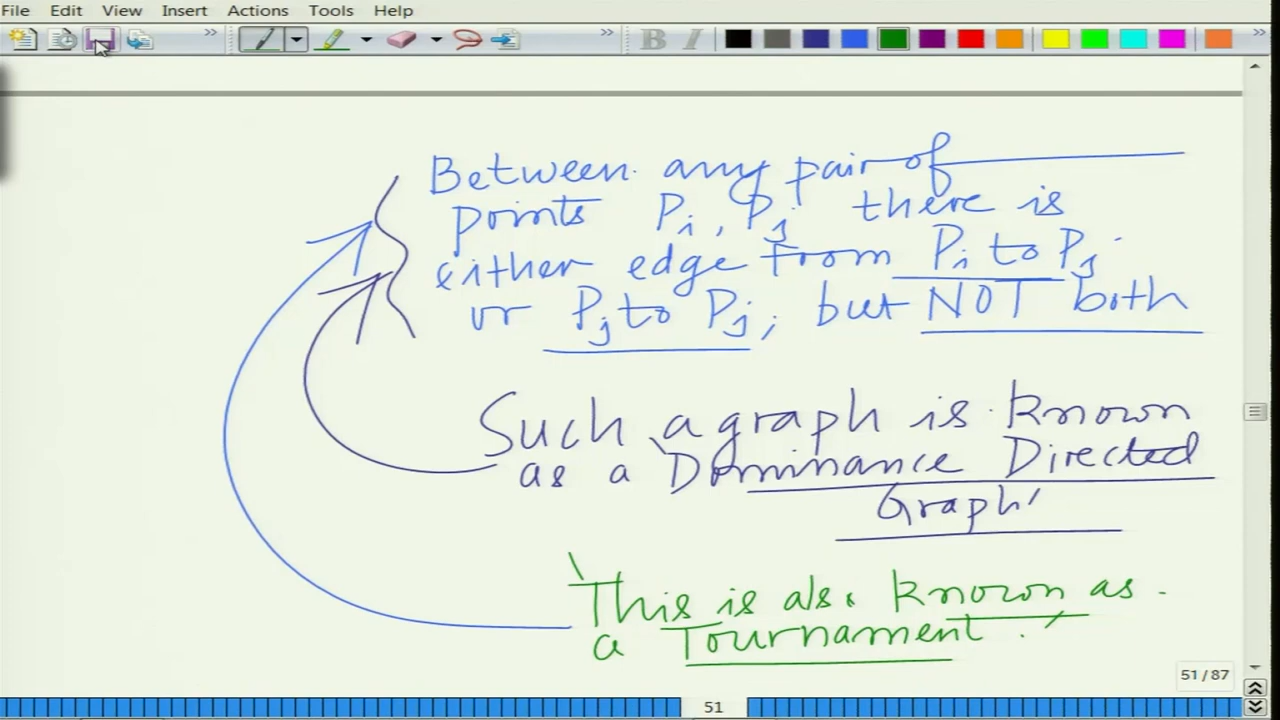 File Edit View Insert Actions Tools Help
B I
Between any pair of
points Pi, Pj there is
either edge from Pi to Pj
or Pj to Pj, but NOT both
Such a graph is known
as a Dominance Directed
Graph
This is also known as
a Tournament.
51 / 87
51